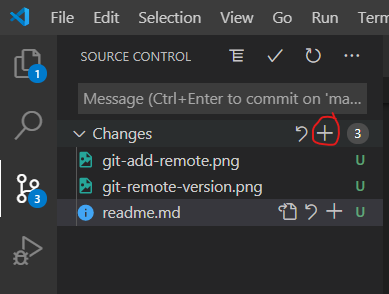 File Edit Selection View Go Run Termin
SOURCE CONTROL
1
Message (Ctrl+Enter to commit on 'ma...
Changes 3
git-add-remote.png U
3
git-remote-version.png U
readme.md U